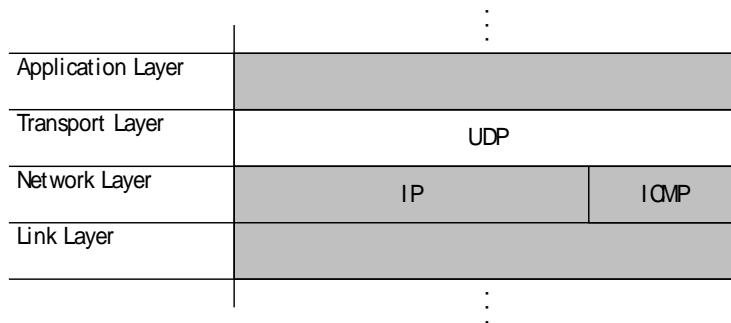 Application Layer
Transport Layer
UDP
Network Layer
IP
ICMP
Link Layer